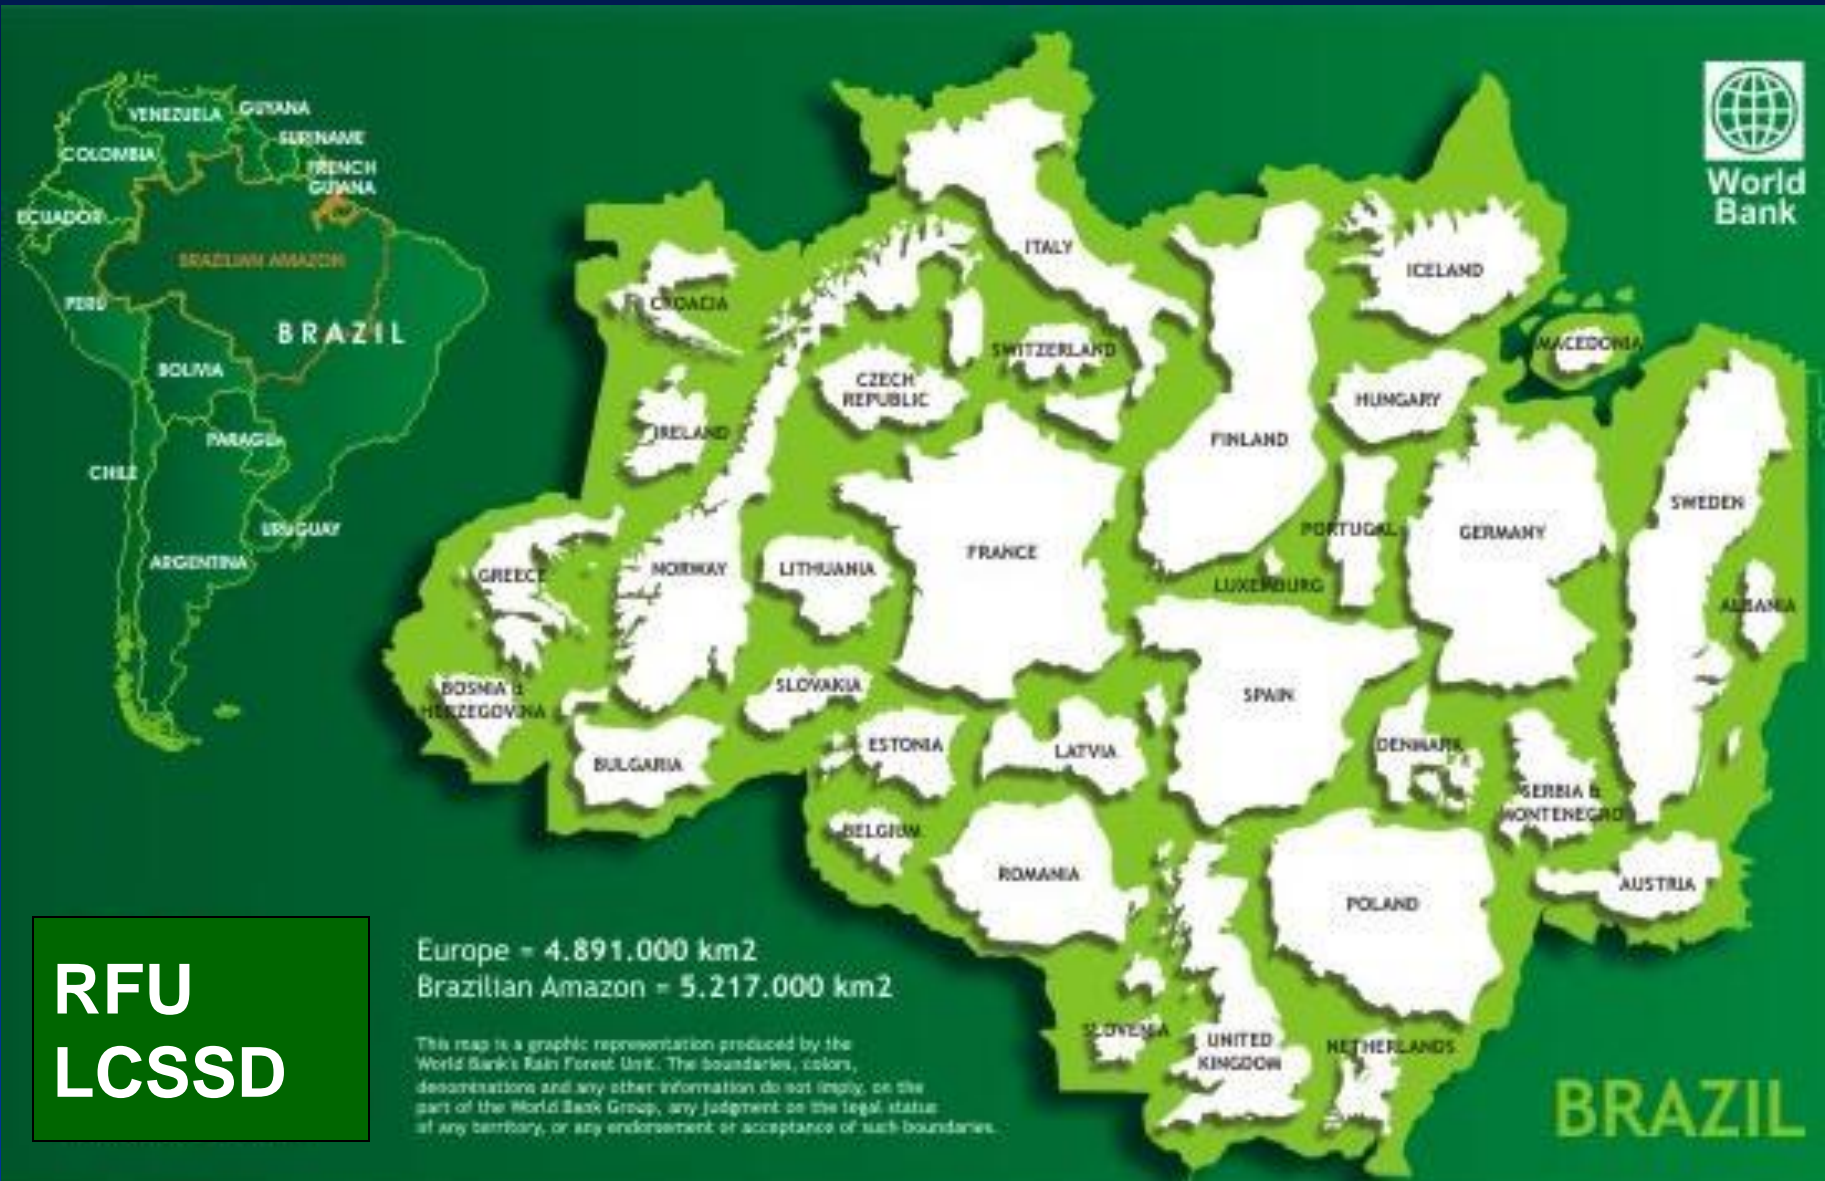 VENEZUELA
GUYANA
SURINAME
COLOMBIA
FRENCH
GUIANA
ECUADOR
BRAZILIAN AMAZON
PERU
BRAZIL
BOLIVIA
PARAGU
CHILE
URUGUAY
ARGENTINA
World
Bank
ITALY
ICELAND
CROACIA
SWITZERLAND
MACEDONIA
CZECH
REPUBLIC
HUNGARY
IRELAND
FINLAND
SWEDEN
PORTUGAL
GERMANY
FRANCE
GREECE
NORWAY
LITHUANIA
LUXEMBURG
ALBANIA
BOSNIA &
HERZEGOVINA
SLOVAKIA
SPAIN
BULGARIA
ESTONIA
LATVIA
DENMARK
SERBIA &
MONTENEGRO
BELGIUM
ROMANIA
POLAND
AUSTRIA
SLOVENIA
UNITED
KINGDOM
NETHERLANDS
RFU
LCSSD
Europe = 4.891.000 km2
Brazilian Amazon = 5.217.000 km2
This map is a graphic representation produced by the
World Bank's Rain Forest Unit. The boundaries, colors,
denominations and any other information do not imply, on the
part of the World Bank Group, any judgment on the legal status
of any territory, or any endorsement or acceptance of such boundaries.
BRAZIL